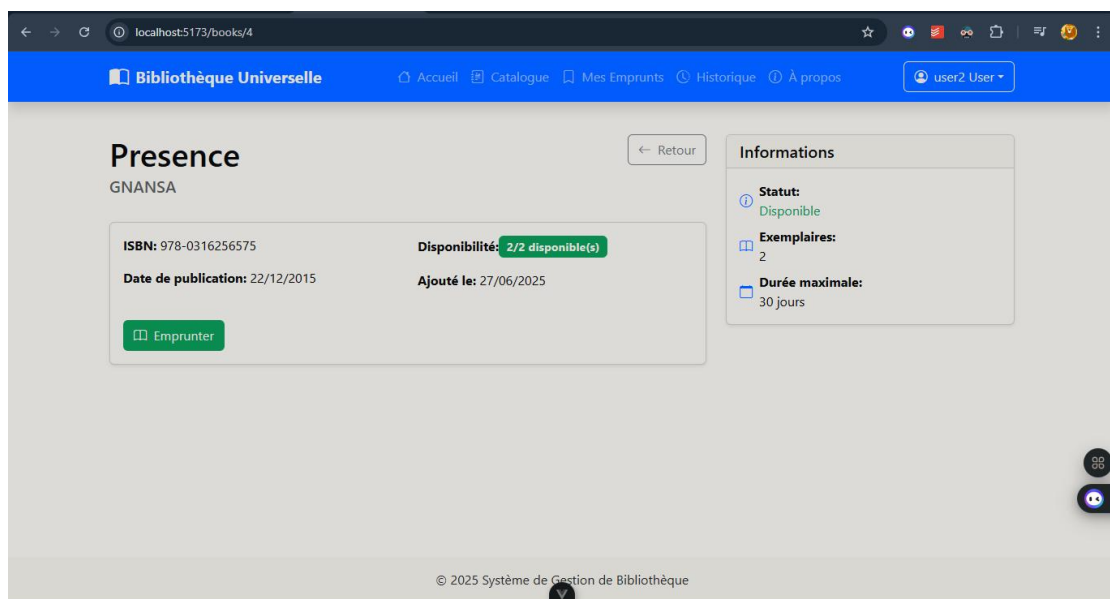 localhost:5173/books/4
Bibliothèque Universelle
Accueil Catalogue Mes Emprunts Historique À propos
user2 User
Presence
GNANSA
Retour
ISBN: 978-0316256575 Disponibilité: 2/2 disponible(s)
Date de publication: 22/12/2015 Ajouté le: 27/06/2025
Emprunter
Informations
Statut:
Disponible
Exemplaires:
2
Durée maximale:
30 jours
© 2025 Système de Gestion de Bibliothèque